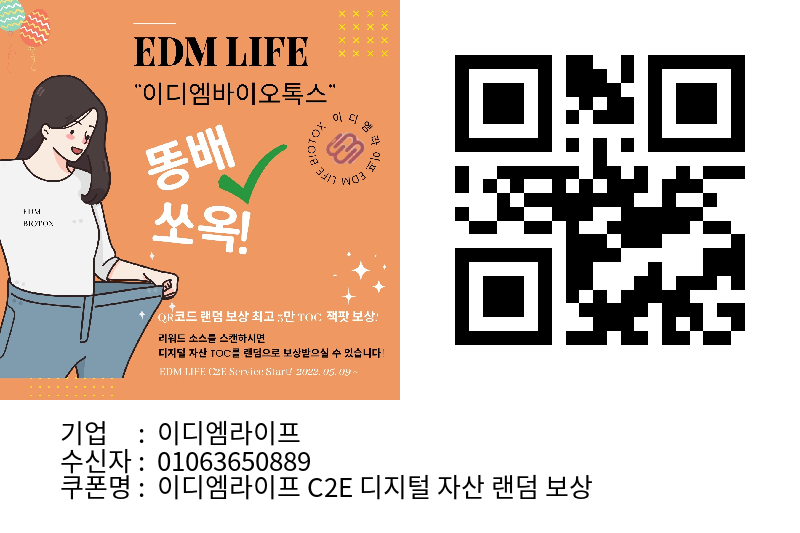 EDM LIFE
"이디엠바이오톡스"
이디엠라이프 EDM LIFE BIOTOX
똥배
쏘옥!
EDM
BIOTOX
QR코드 랜덤 보상 최고 5만 TOC 잭팟 보상!
리워드 소스를 스캔하시면
디지털 자산 TOC를 랜덤으로 보상받으실 수 있습니다!
EDM LIFE C2E Service Start! 2022. 05. 09 ~
기업 : 이디엠라이프
수신자 : 01063650889
쿠폰명 : 이디엠라이프 C2E 디지털 자산 랜덤 보상